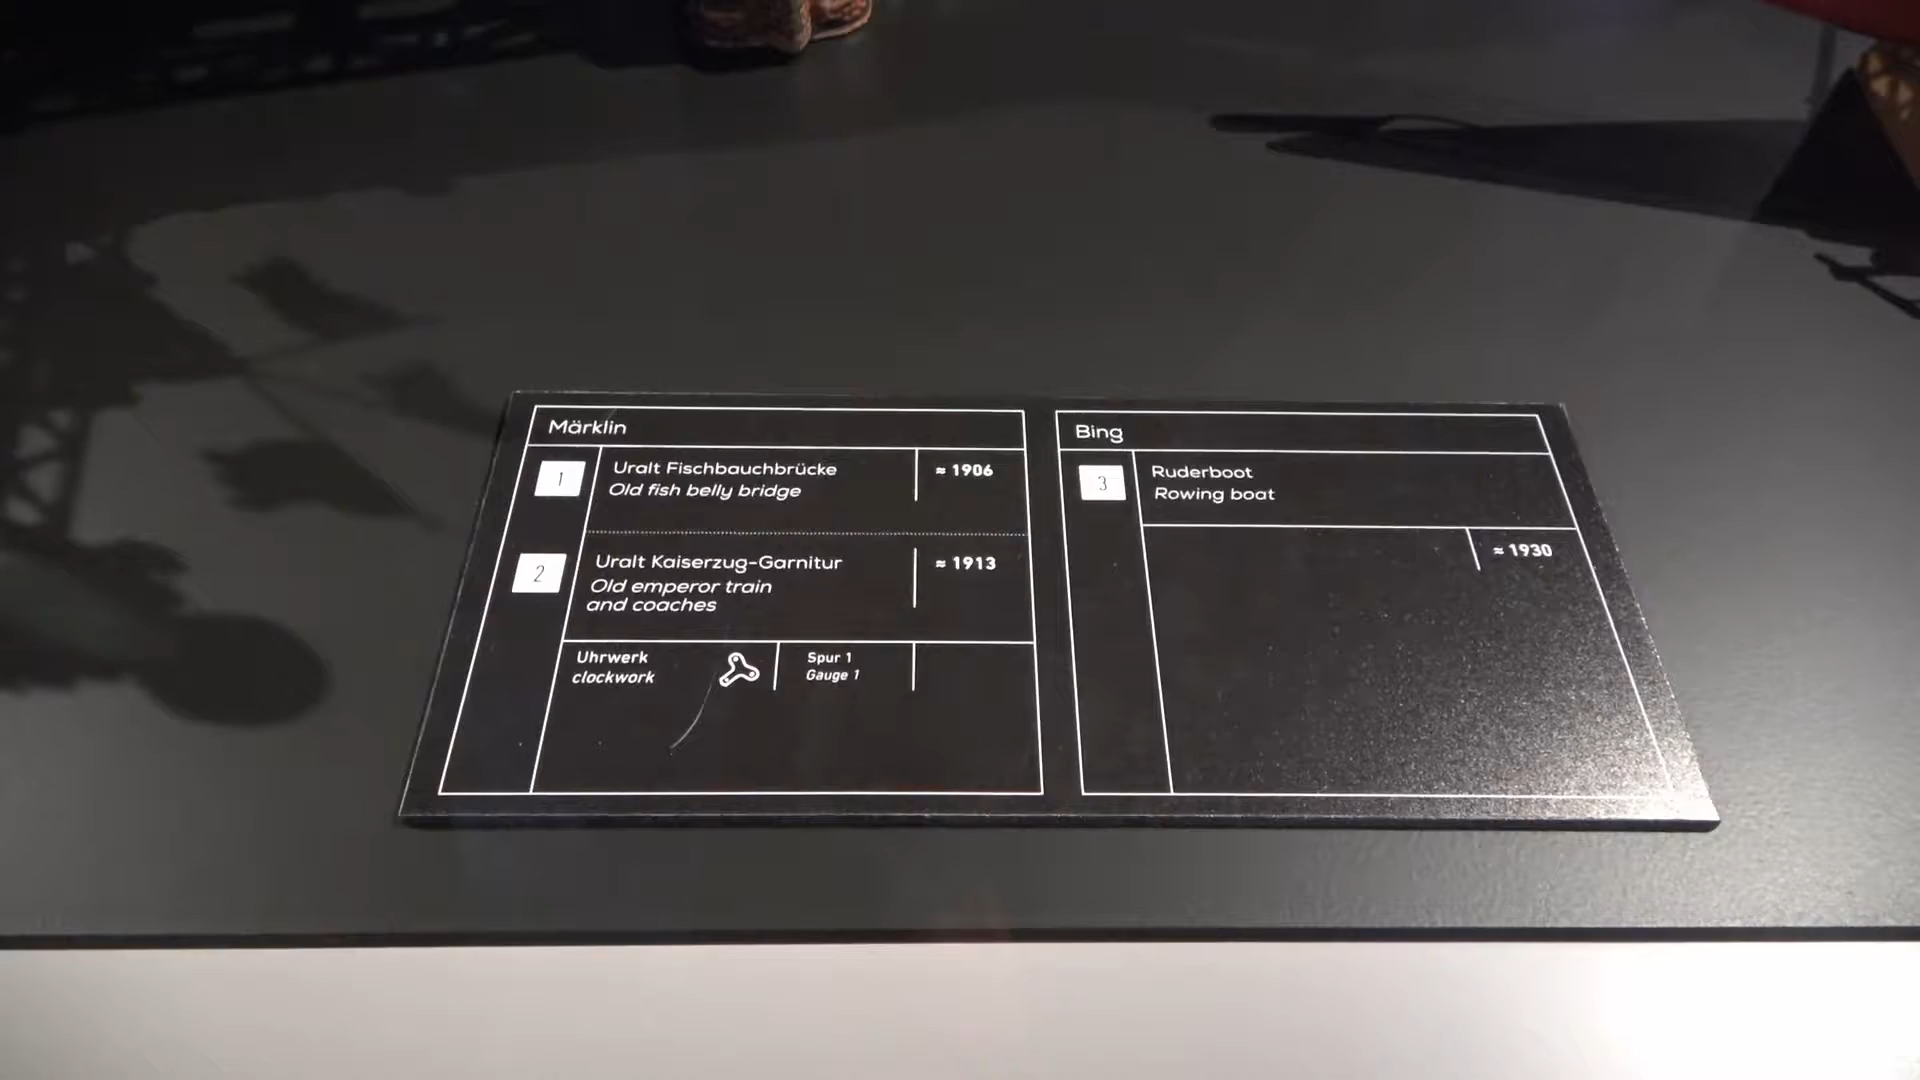 Märklin
1
Uralt Fischbauchbrücke
Old fish belly bridge
≈ 1906
2
Uralt Kaiserzug-Garnitur
Old emperor train
and coaches
≈ 1913
Uhrwerk
clockwork
Spur 1
Gauge 1
Bing
3
Ruderboot
Rowing boat
≈ 1930